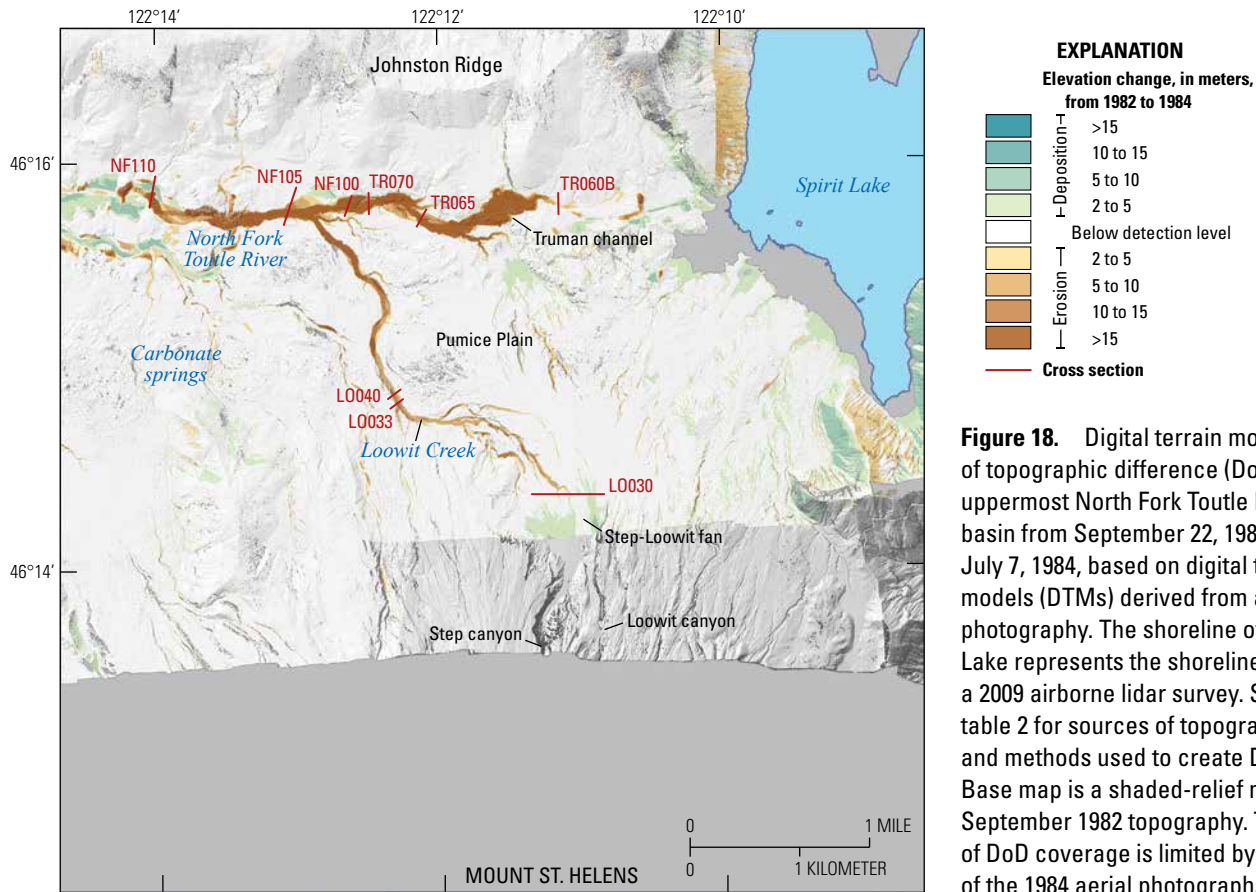 122°14′ 122°12′ 122°10′
Johnston Ridge
46°16′
NF110
NF105
NF100
TR070
TR065
TR060B
Spirit Lake
Truman channel
North Fork
Toutle River
Pumice Plain
Carbonate
springs
LO040
LO033
Loowit Creek
LO030
Step-Loowit fan
46°14′
Step canyon
Loowit canyon
0 1 MILE
0 1 KILOMETER
MOUNT ST. HELENS
EXPLANATION
Elevation change, in meters,
from 1982 to 1984
Deposition
>15
10 to 15
5 to 10
2 to 5
Below detection level
Erosion
2 to 5
5 to 10
10 to 15
>15
Cross section
Figure 18. Digital terrain mo
of topographic difference (Do
uppermost North Fork Toutle
basin from September 22, 198
July 7, 1984, based on digital t
models (DTMs) derived from a
photography. The shoreline of
Lake represents the shoreline
a 2009 airborne lidar survey. S
table 2 for sources of topogra
and methods used to create D
Base map is a shaded-relief
September 1982 topography. T
of DoD coverage is limited by
of the 1984 aerial photograph